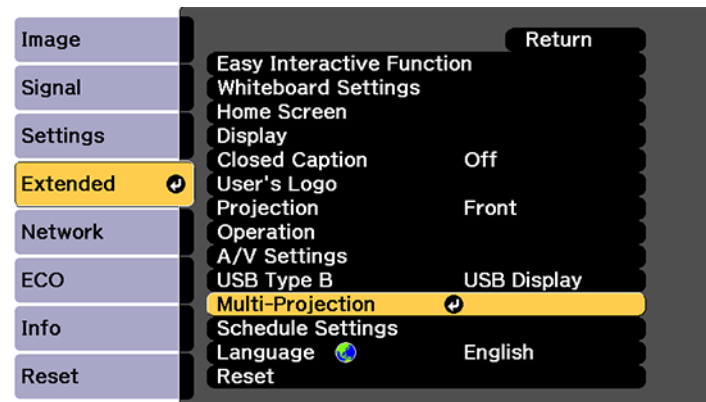 Image
Signal
Settings
Extended
Network
ECO
Info
Reset
Return
Easy Interactive Function
Whiteboard Settings
Home Screen
Display
Closed Caption Off
User's Logo
Projection Front
Operation
A/V Settings
USB Type B USB Display
Multi-Projection
Schedule Settings
Language English
Reset